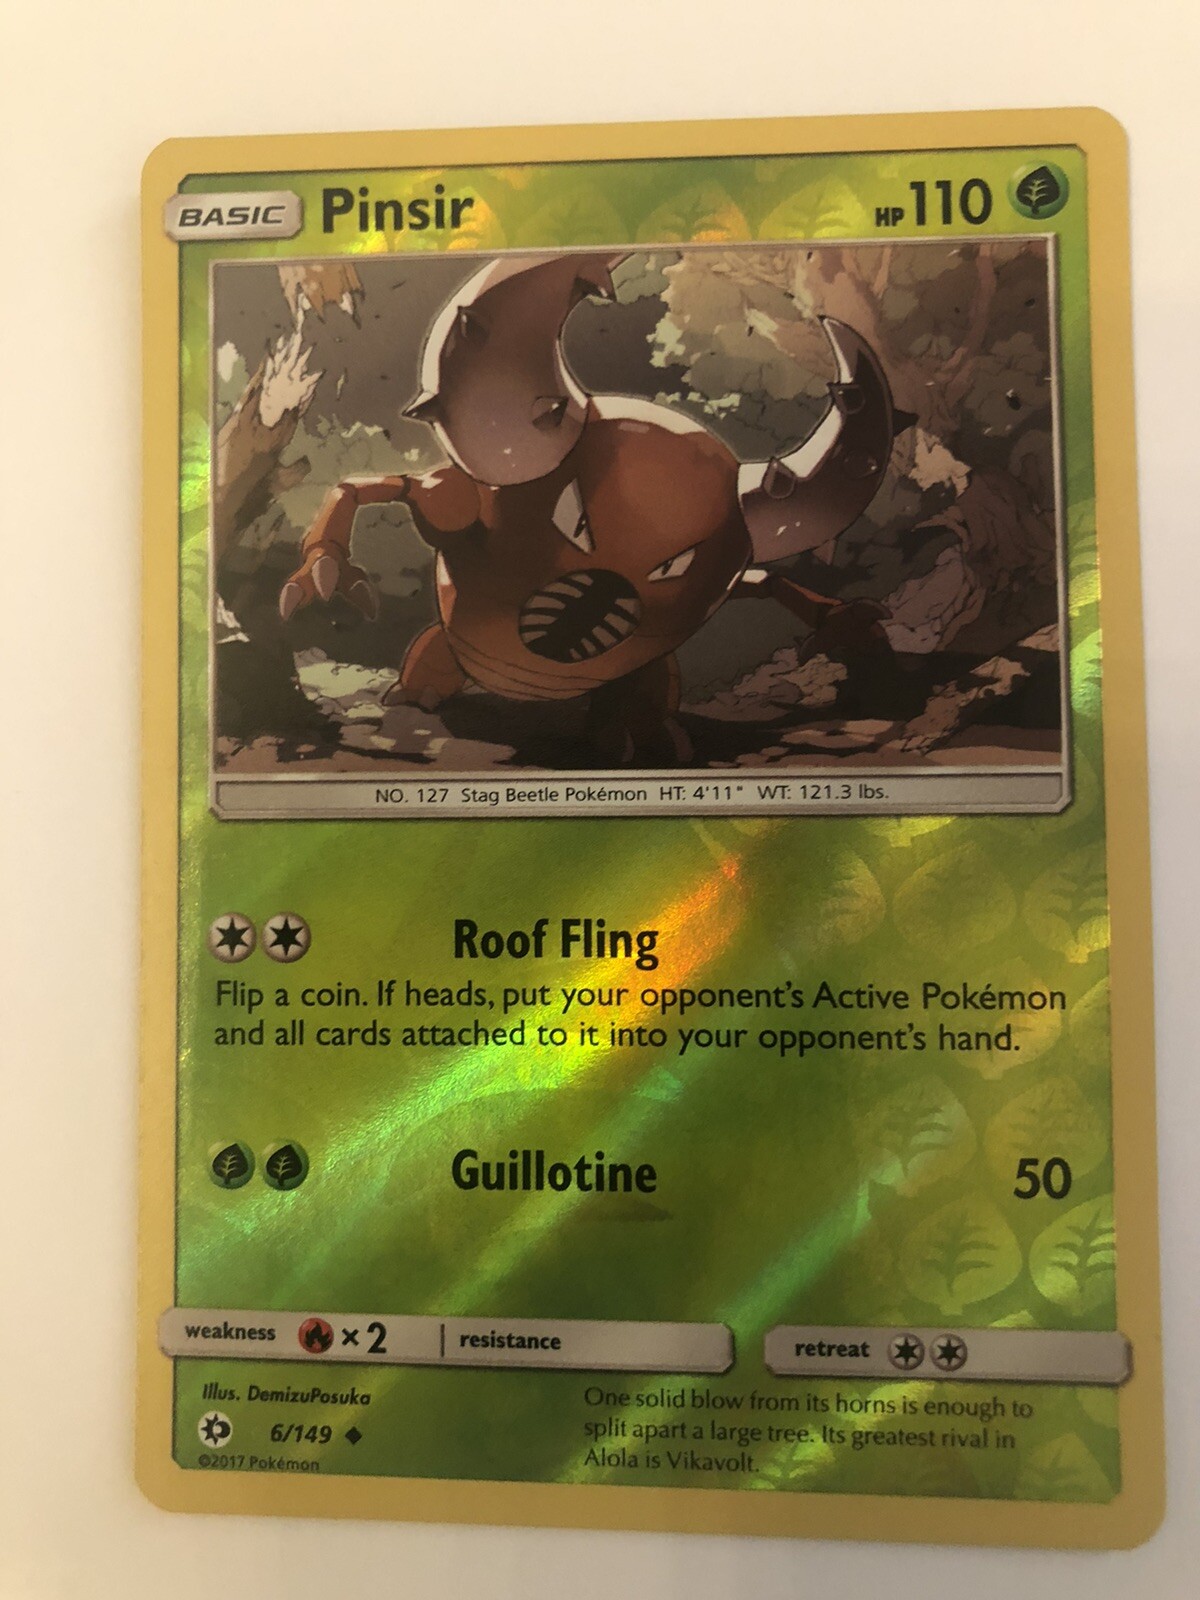 BASIC Pinsir HP 110
NO. 127 Stag Beetle Pokémon HT: 4'11" WT: 121.3 lbs.
Roof Fling
Flip a coin. If heads, put your opponent's Active Pokémon
and all cards attached to it into your opponent's hand.
Guillotine 50
weakness × 2 resistance retreat
Illus. DemizuPosuka
6/149
©2017 Pokémon
One solid blow from its horns is enough to
split apart a large tree. Its greatest rival in
Alola is Vikavolt.